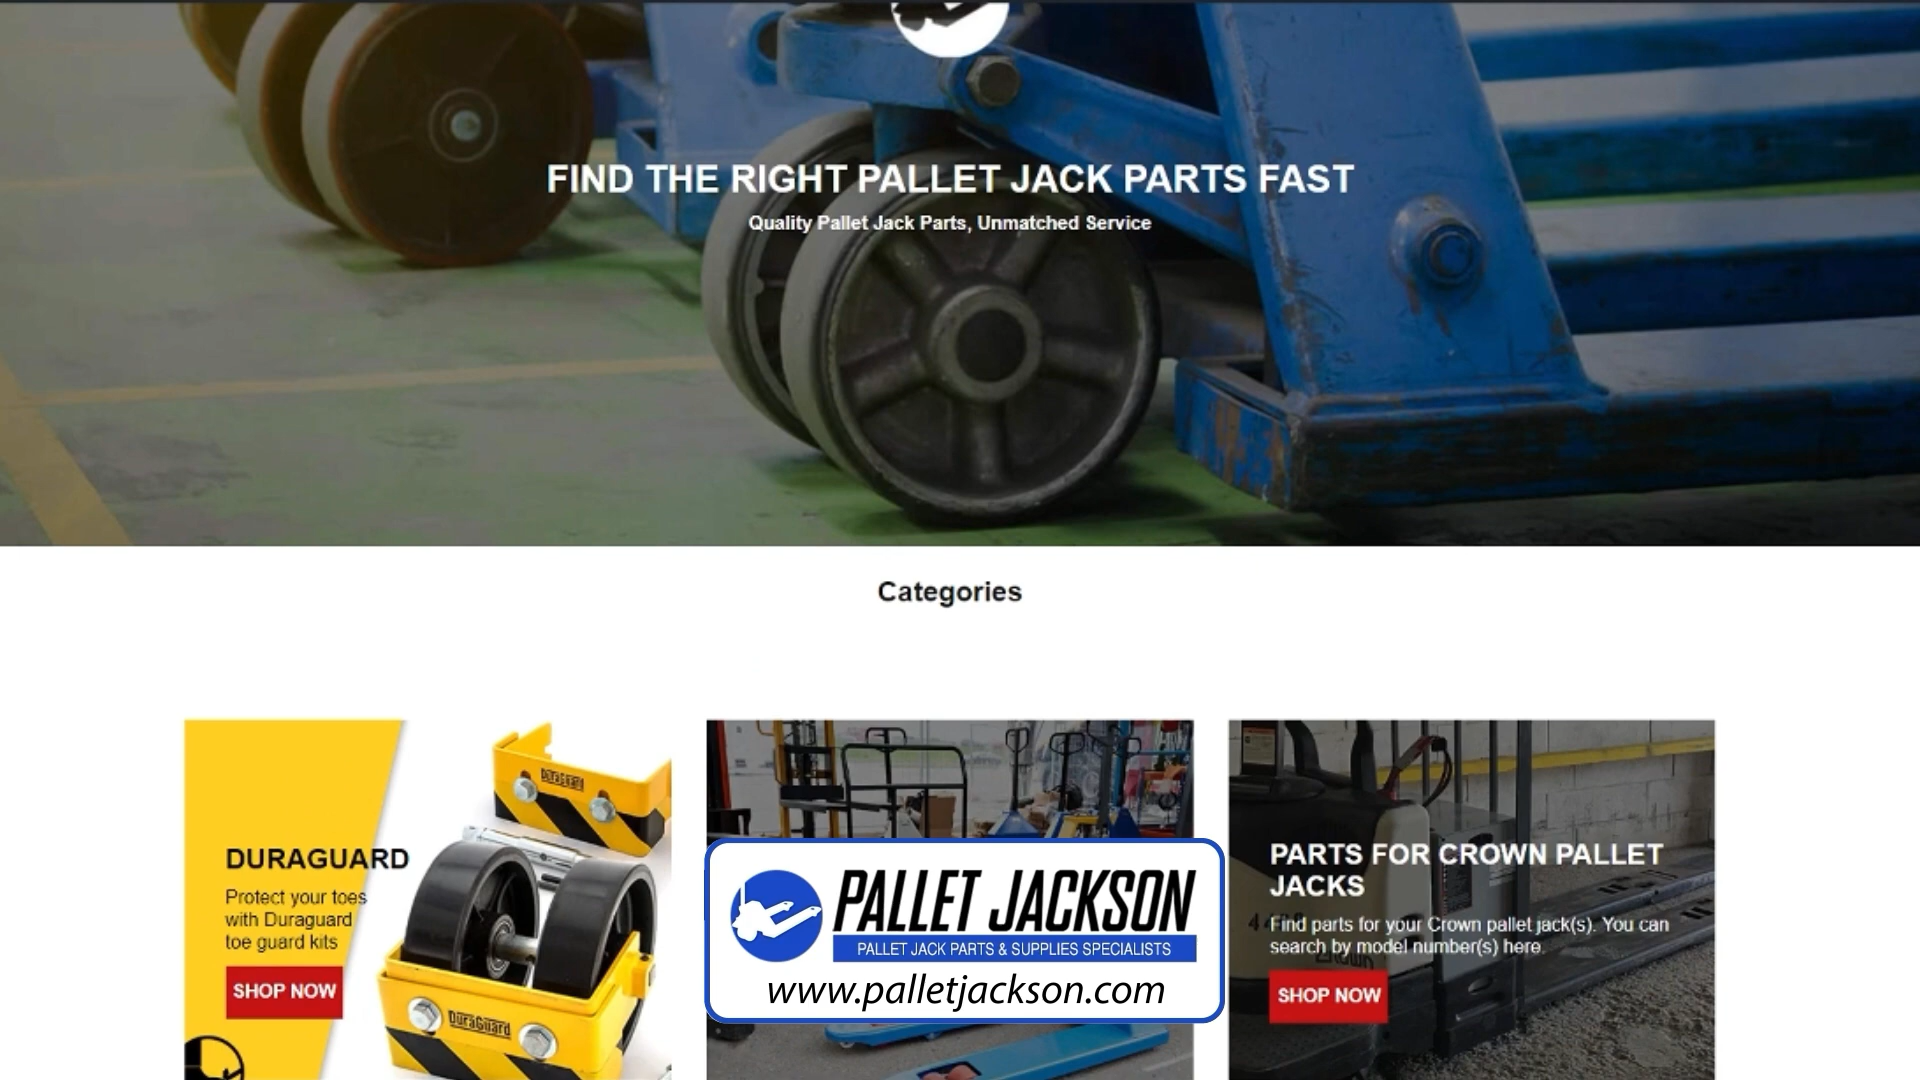 FIND THE RIGHT PALLET JACK PARTS FAST
Quality Pallet Jack Parts, Unmatched Service
Categories
DURAGUARD
Protect your toes
with Duraguard
toe guard kits
SHOP NOW
DuraGuard
DuraGuard
PALLET JACKSON
PALLET JACK PARTS & SUPPLIES SPECIALISTS
www.palletjackson.com
PARTS FOR CROWN PALLET
JACKS
Find parts for your Crown pallet jack(s). You can
search by model number(s) here.
SHOP NOW